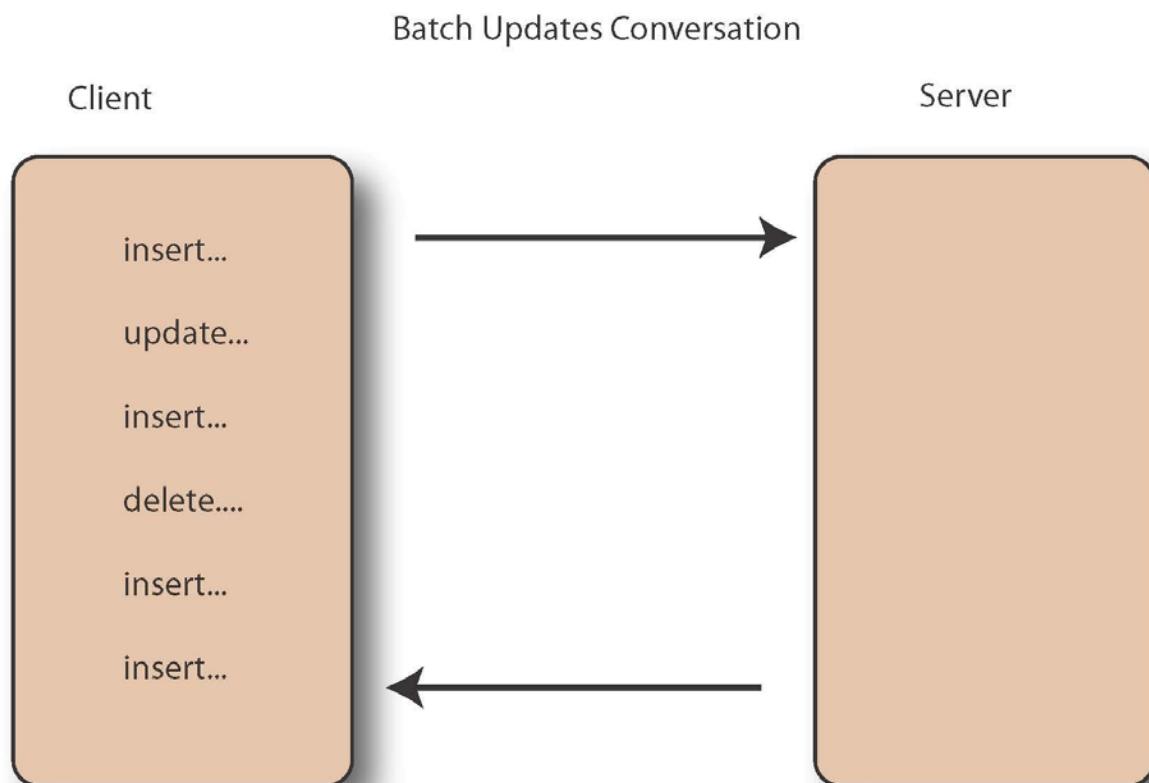 Batch Updates Conversation
Client
Server
insert...
update...
insert...
delete....
insert...
insert...